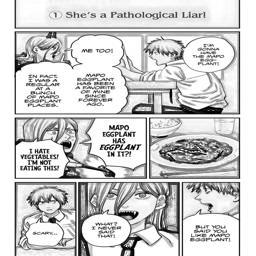 ① She's a Pathological Liar!
I'M
GONNA
HAVE
THE MAPO
EGG-
PLANT!
ME TOO!
MAPO
EGGPLANT
HAS BEEN
A FAVORITE
OF MINE
SINCE
FOREVER
AGO.
IN FACT,
I WAS A
REGULAR
AT A
BUNCH
OF MAPO
EGGPLANT
PLACES.
MAPO
EGGPLANT
HAS
EGGPLANT
IN IT?!
I HATE
VEGETABLES!
I'M NOT
EATING THIS!
BUT YOU
SAID YOU
LIKE MAPO
EGGPLANT!
WHAT?
I NEVER
SAID
THAT!
SCARY...